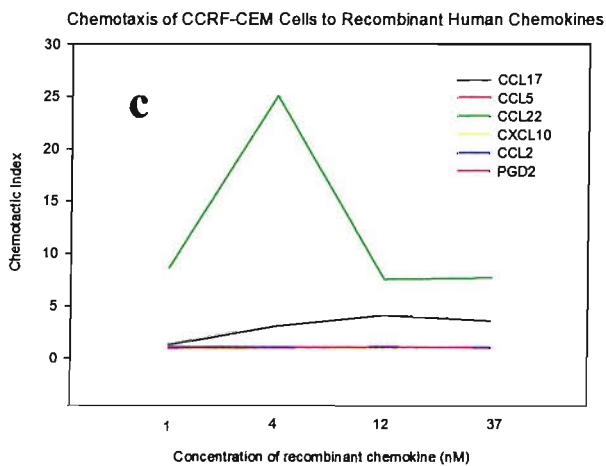 Chemotaxis of CCRF-CEM Cells to Recombinant Human Chemokines
30
25
20
15
10
5
0
Chemotactic Index
c
CCL17
CCL5
CCL22
CXCL10
CCL2
PGD2
1 4 12 37
Concentration of recombinant chemokine (nM)